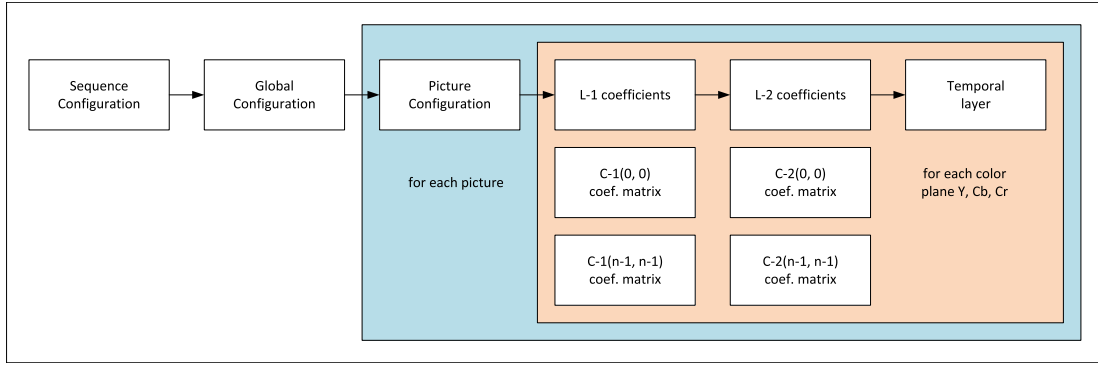 Sequence
Configuration
Global
Configuration
Picture
Configuration
L-1 coefficients
L-2 coefficients
Temporal
layer
for each picture
C-1(0, 0)
coef. matrix
C-2(0, 0)
coef. matrix
for each color
plane Y, Cb, Cr
C-1(n-1, n-1)
coef. matrix
C-2(n-1, n-1)
coef. matrix